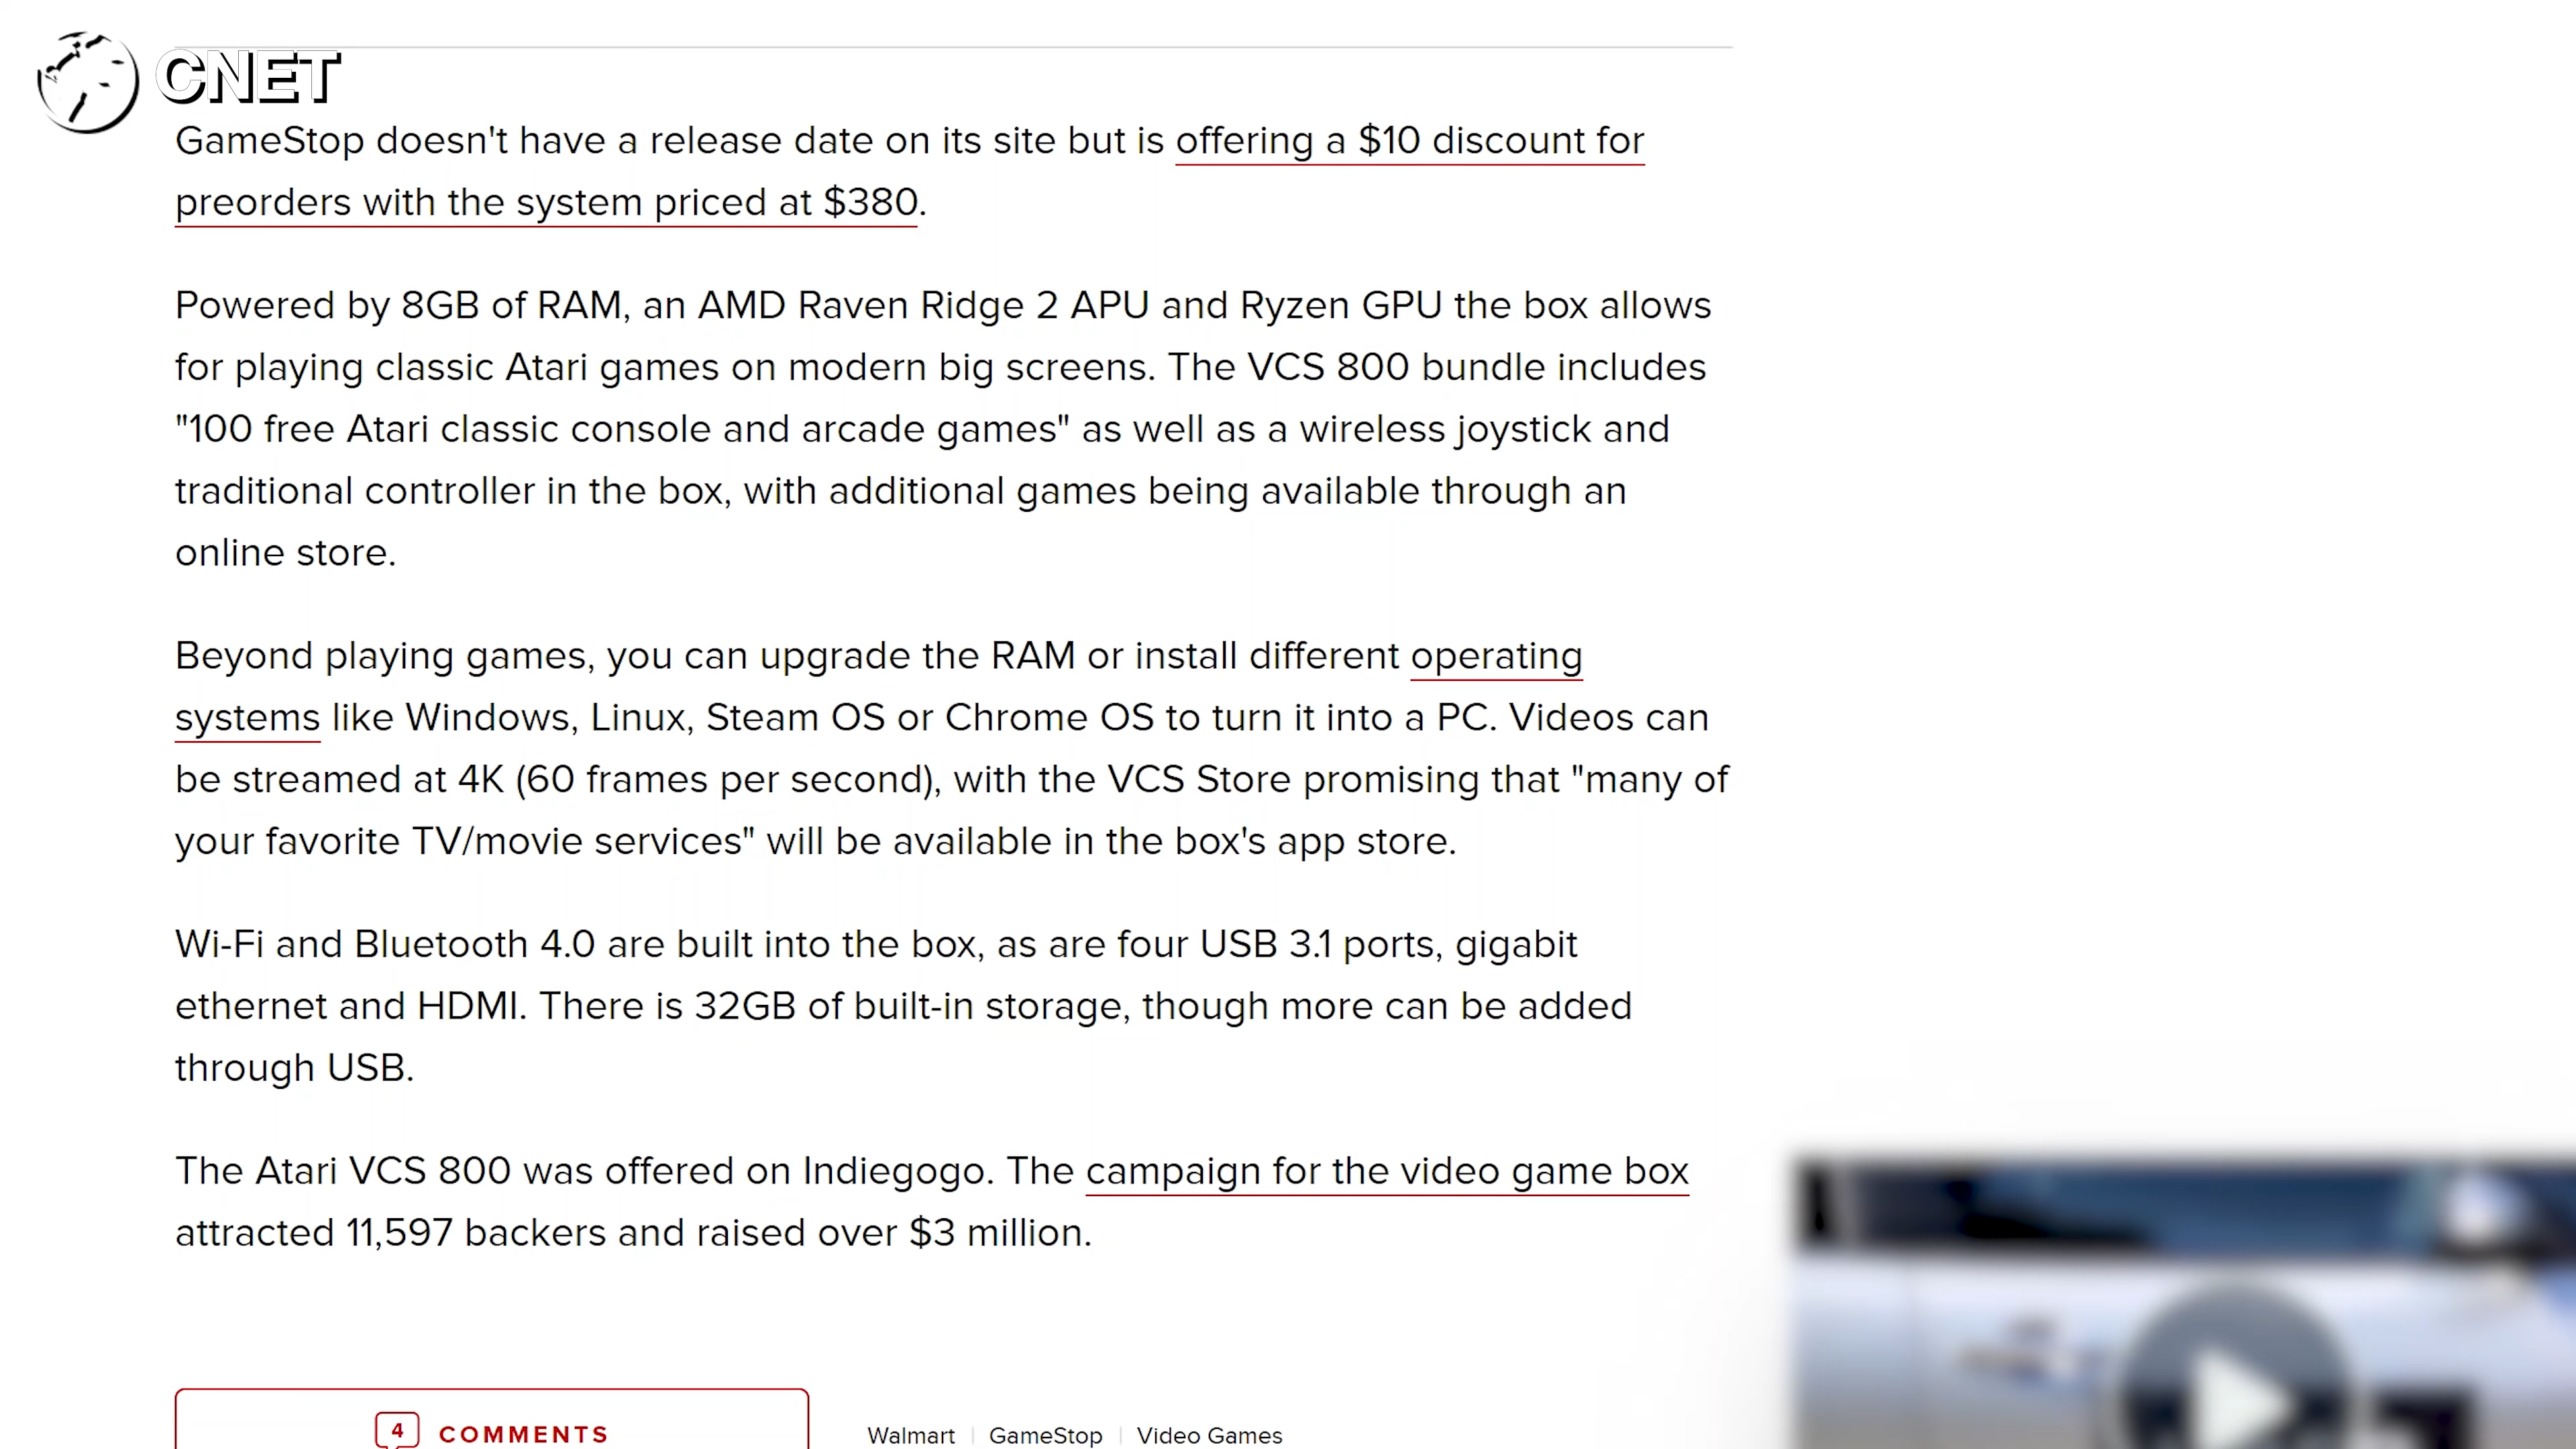 CNET
GameStop doesn't have a release date on its site but is offering a $10 discount for
preorders with the system priced at $380.
Powered by 8GB of RAM, an AMD Raven Ridge 2 APU and Ryzen GPU the box allows
for playing classic Atari games on modern big screens. The VCS 800 bundle includes
"100 free Atari classic console and arcade games" as well as a wireless joystick and
traditional controller in the box, with additional games being available through an
online store.
Beyond playing games, you can upgrade the RAM or install different operating
systems like Windows, Linux, Steam OS or Chrome OS to turn it into a PC. Videos can
be streamed at 4K (60 frames per second), with the VCS Store promising that "many of
your favorite TV/movie services" will be available in the box's app store.
Wi-Fi and Bluetooth 4.0 are built into the box, as are four USB 3.1 ports, gigabit
ethernet and HDMI. There is 32GB of built-in storage, though more can be added
through USB.
The Atari VCS 800 was offered on Indiegogo. The campaign for the video game box
attracted 11,597 backers and raised over $3 million.
4 COMMENTS
Walmart | GameStop | Video Games